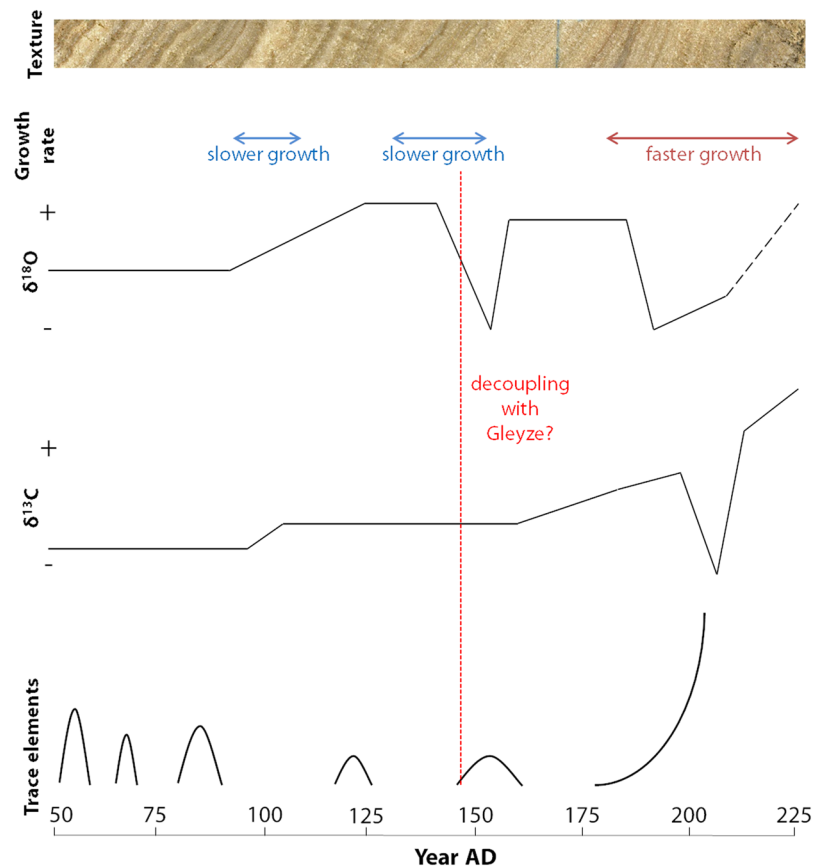 Texture
Growth
rate
slower growth
slower growth
faster growth
+
δ¹⁸O
-
decoupling
with
Gleyze?
+
δ¹³C
-
Trace elements
50 75 100 125 150 175 200 225
Year AD